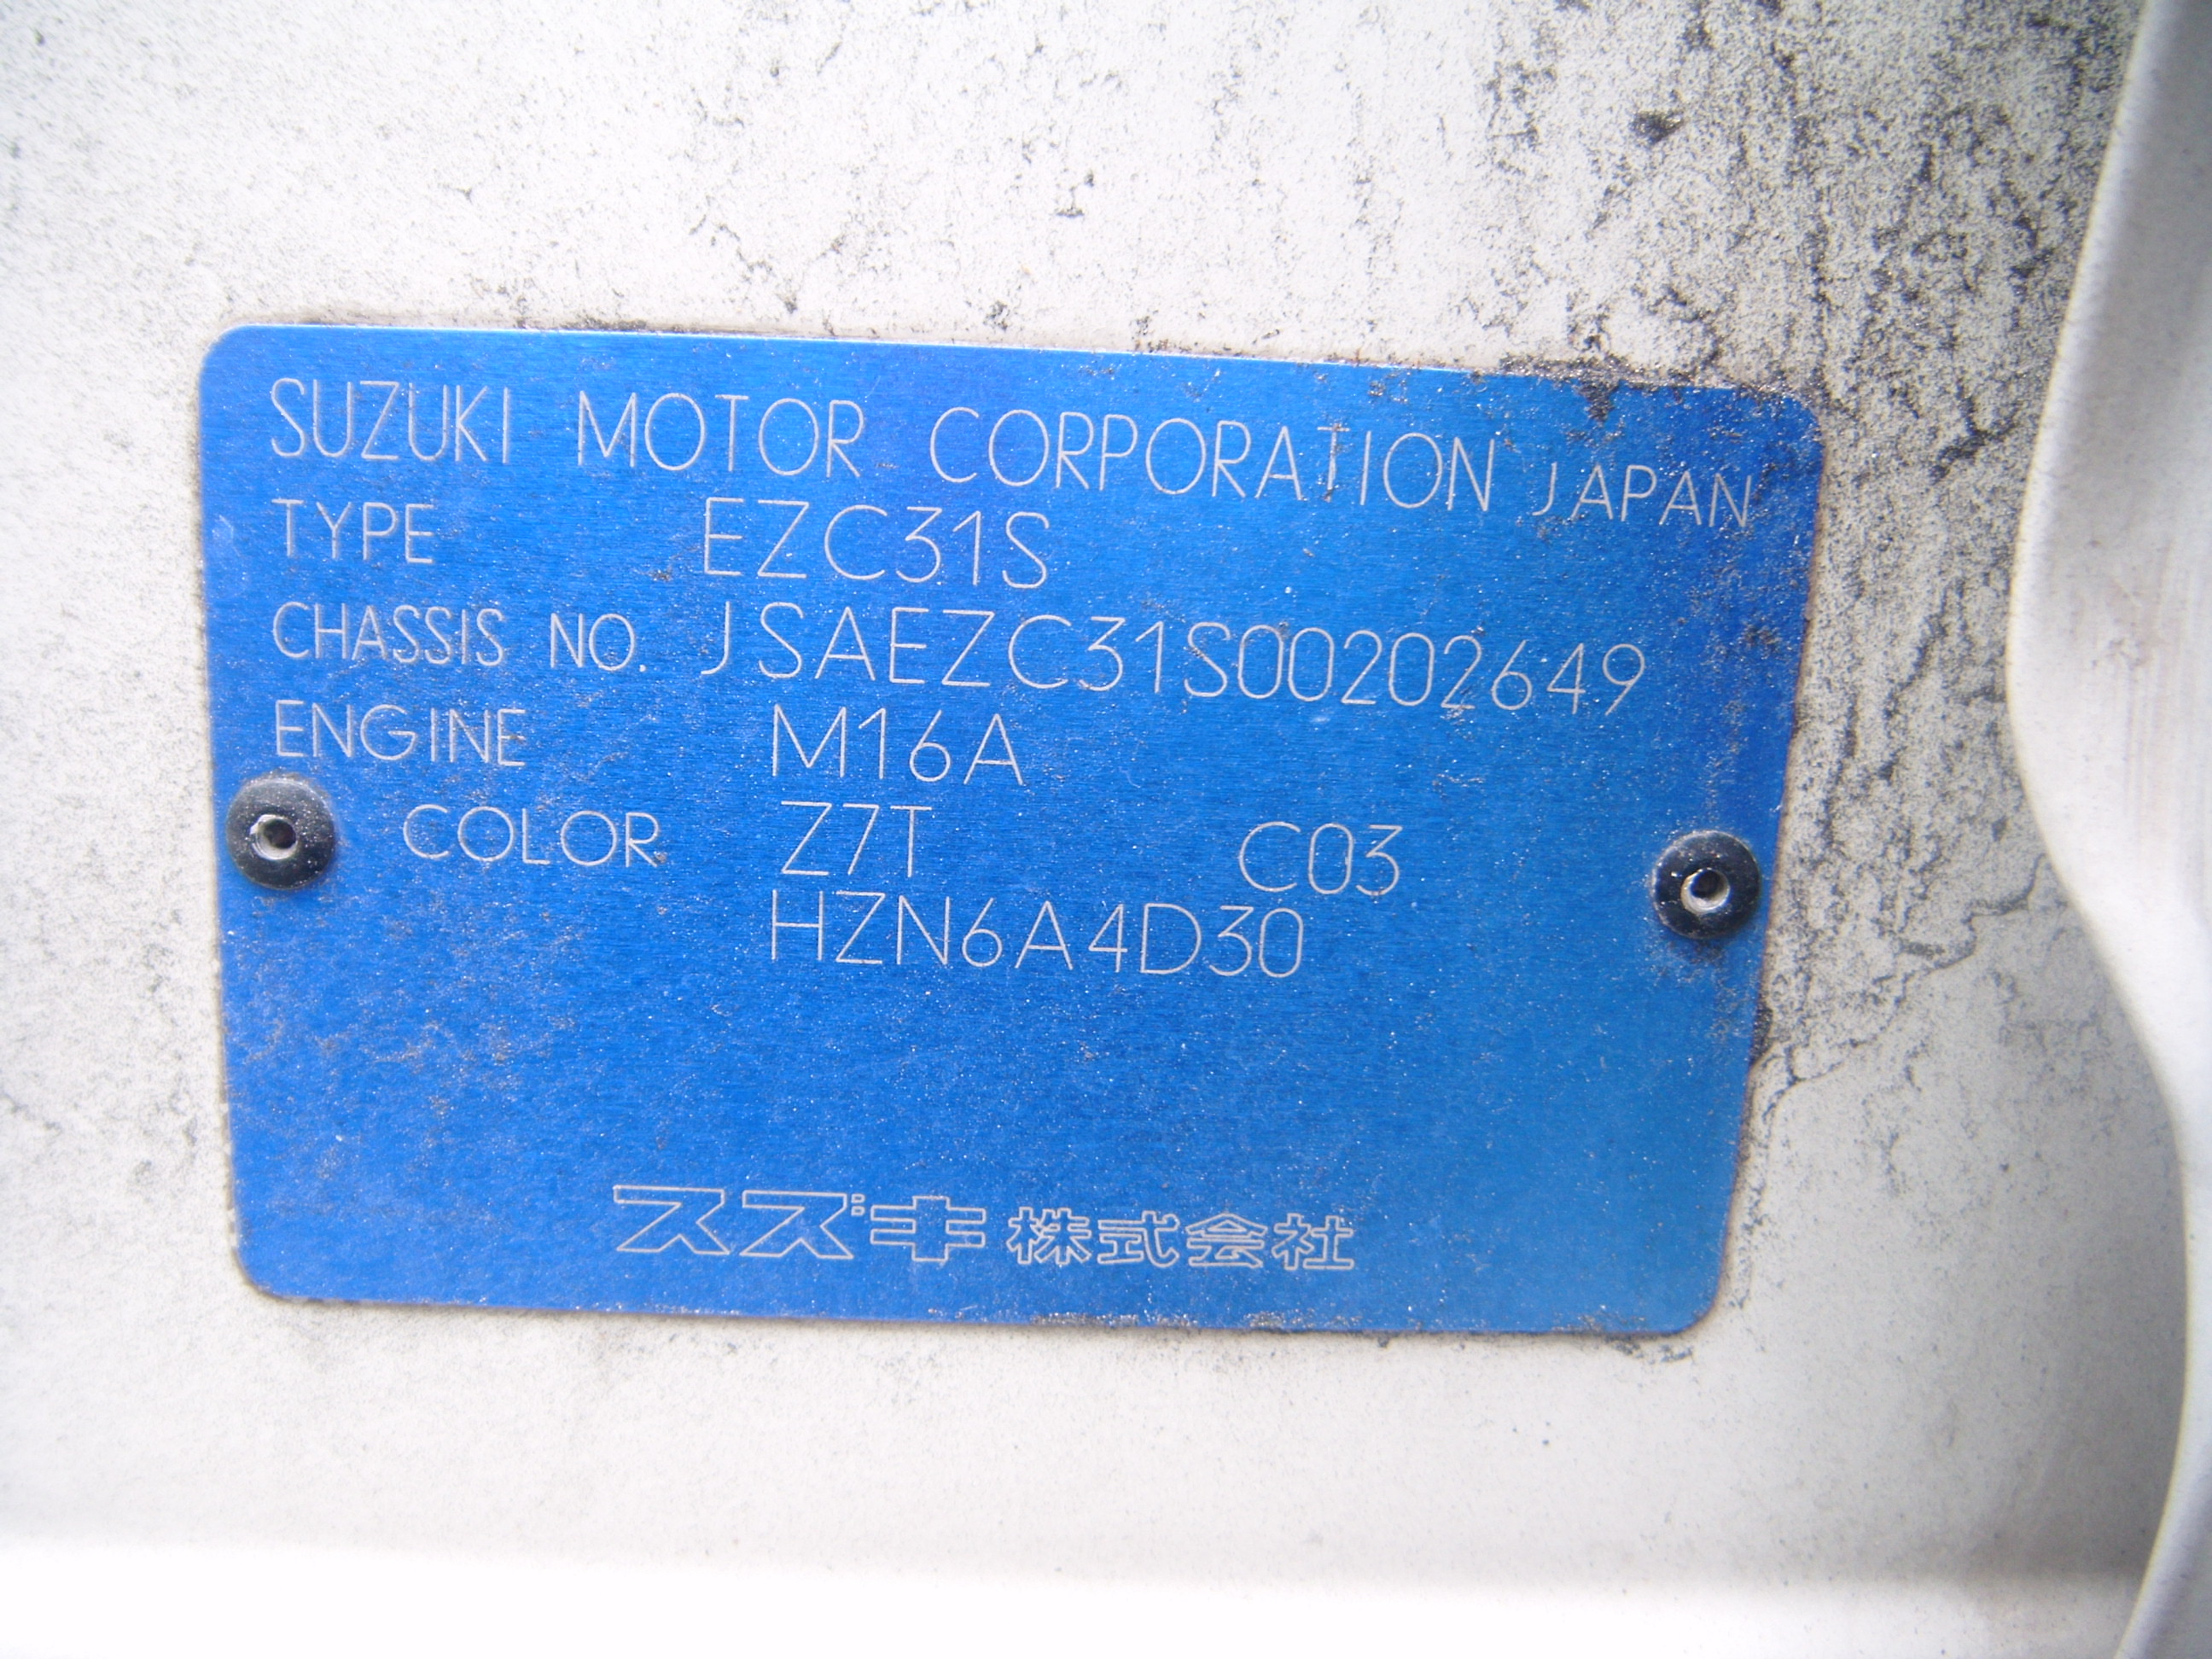 SUZUKI MOTOR CORPORATION JAPAN
TYPE EZC31S
CHASSIS NO. JSAEZC31S00202649
ENGINE M16A
COLOR Z7T C03
HZN6A4D30
スズキ株式会社